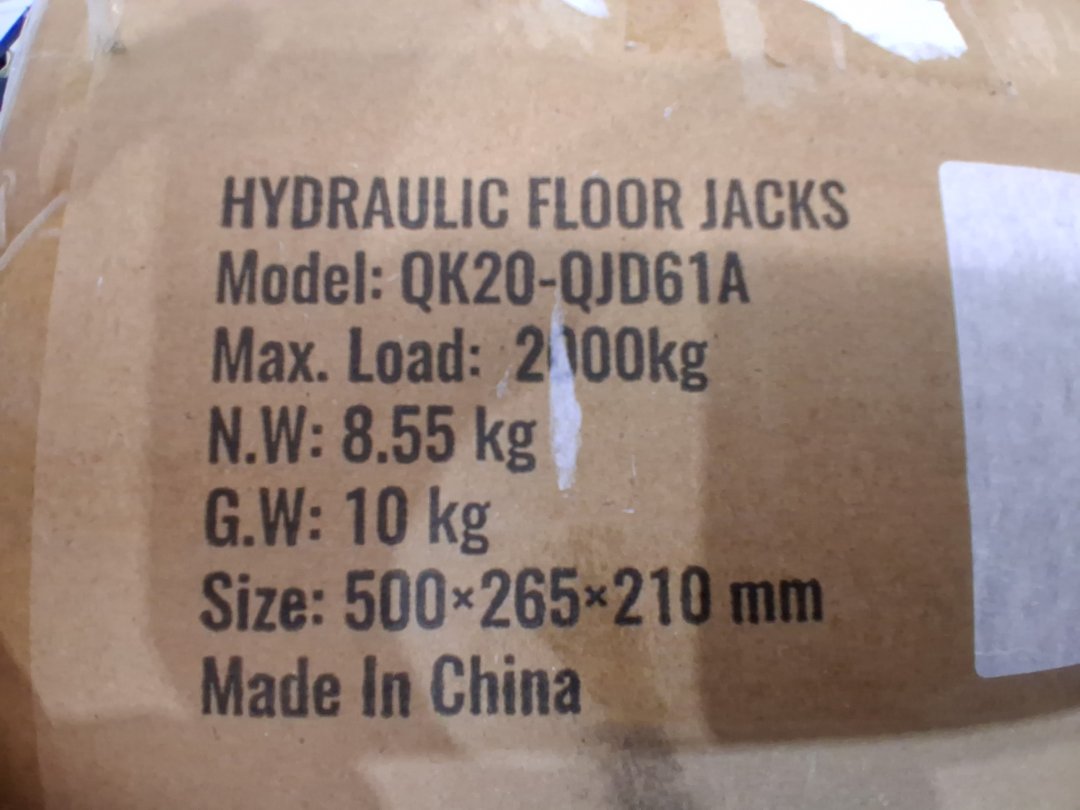 HYDRAULIC FLOOR JACKS
Model: QK20-QJD61A
Max. Load: 2000kg
N.W: 8.55 kg
G.W: 10 kg
Size: 500×265×210 mm
Made In China